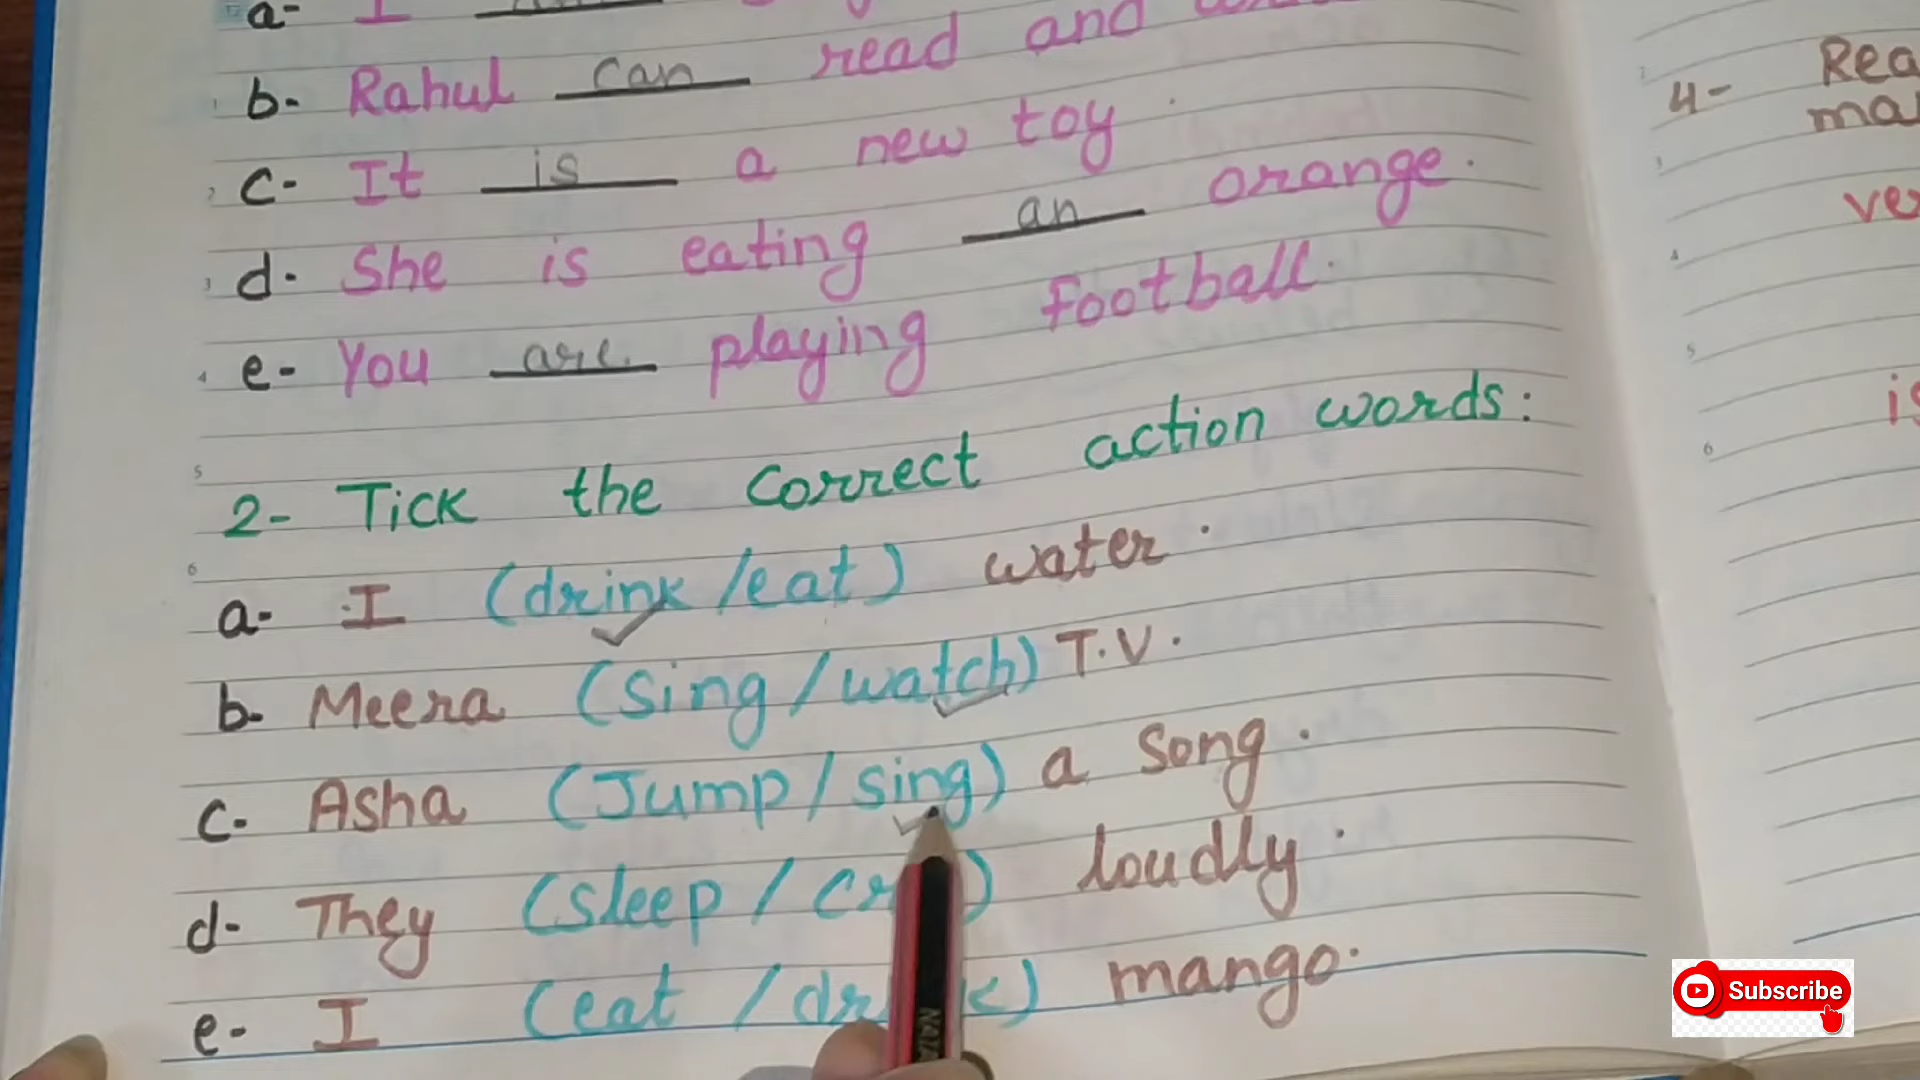 a- I
b- Rahul can read and
c- It is a new toy.
d- She is eating an orange.
e- You are playing football.
2- Tick the correct action words:
a- I (drink/eat) water.
b- Meera (Sing/watch) T.V.
c- Asha (Jump/sing) a song.
d- They (sleep/ loudly.
e- I (eat/ mango.
4-
Subscribe
NATA